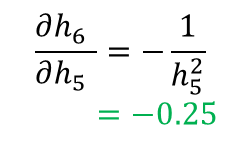 ∂h₆/∂h₅ = −1/h₅²
= −0.25